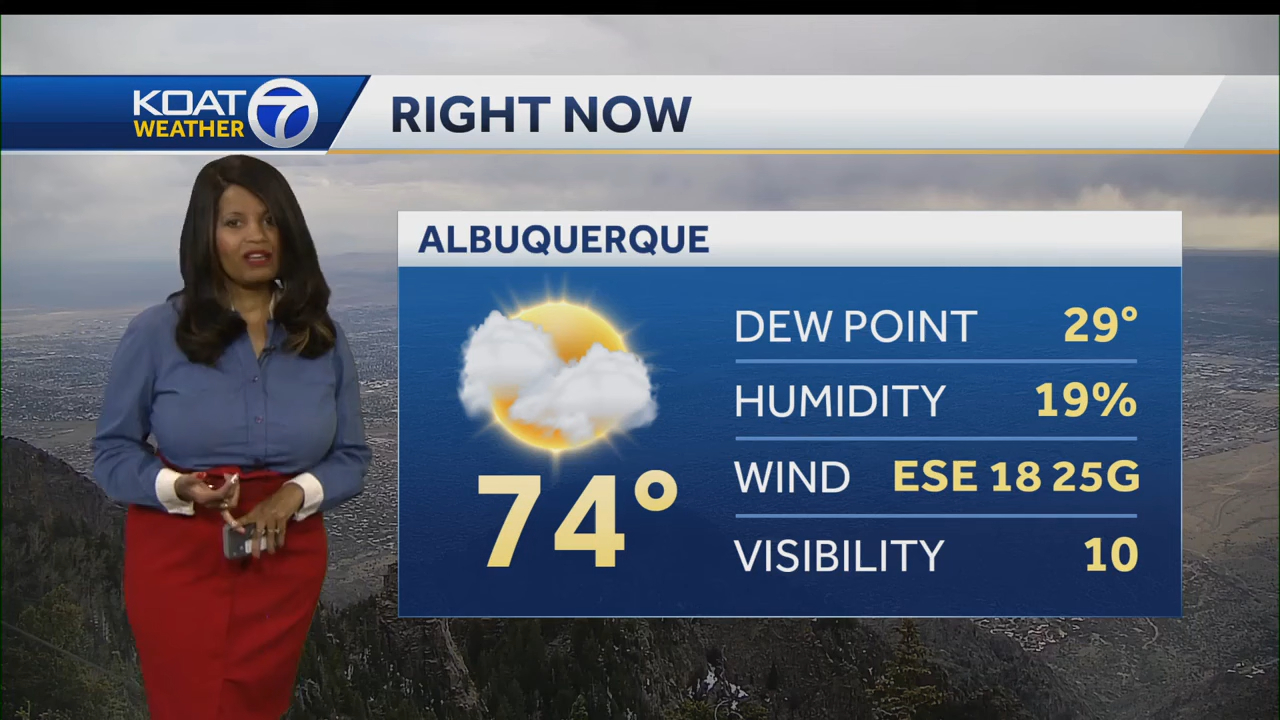 KOAT 7
WEATHER
RIGHT NOW
ALBUQUERQUE
74°
DEW POINT 29°
HUMIDITY 19%
WIND ESE 18 25G
VISIBILITY 10